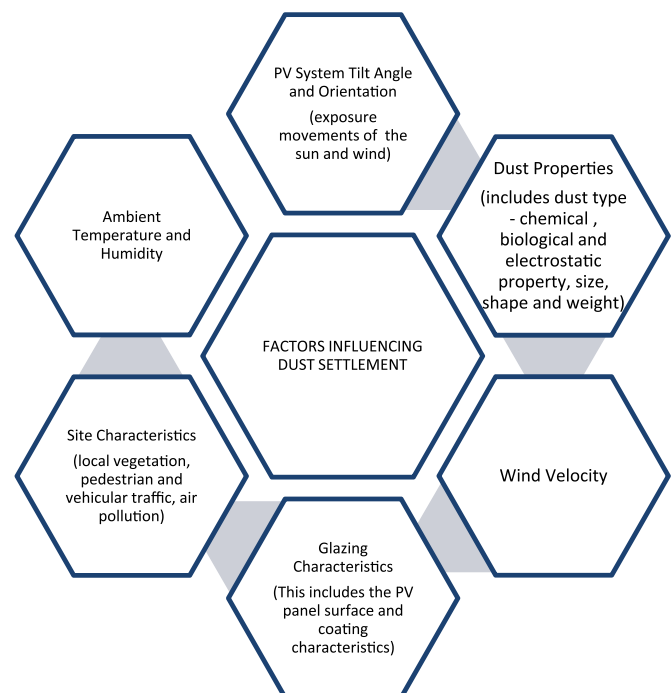 PV System Tilt Angle
and Orientation
(exposure
movements of the
sun and wind)
Dust Properties
(includes dust type
- chemical ,
biological and
electrostatic
property, size,
shape and weight)
Ambient
Temperature and
Humidity
FACTORS INFLUENCING
DUST SETTLEMENT
Site Characteristics
(local vegetation,
pedestrian and
vehicular traffic, air
pollution)
Wind Velocity
Glazing
Characteristics
(This includes the PV
panel surface and
coating
characteristics)